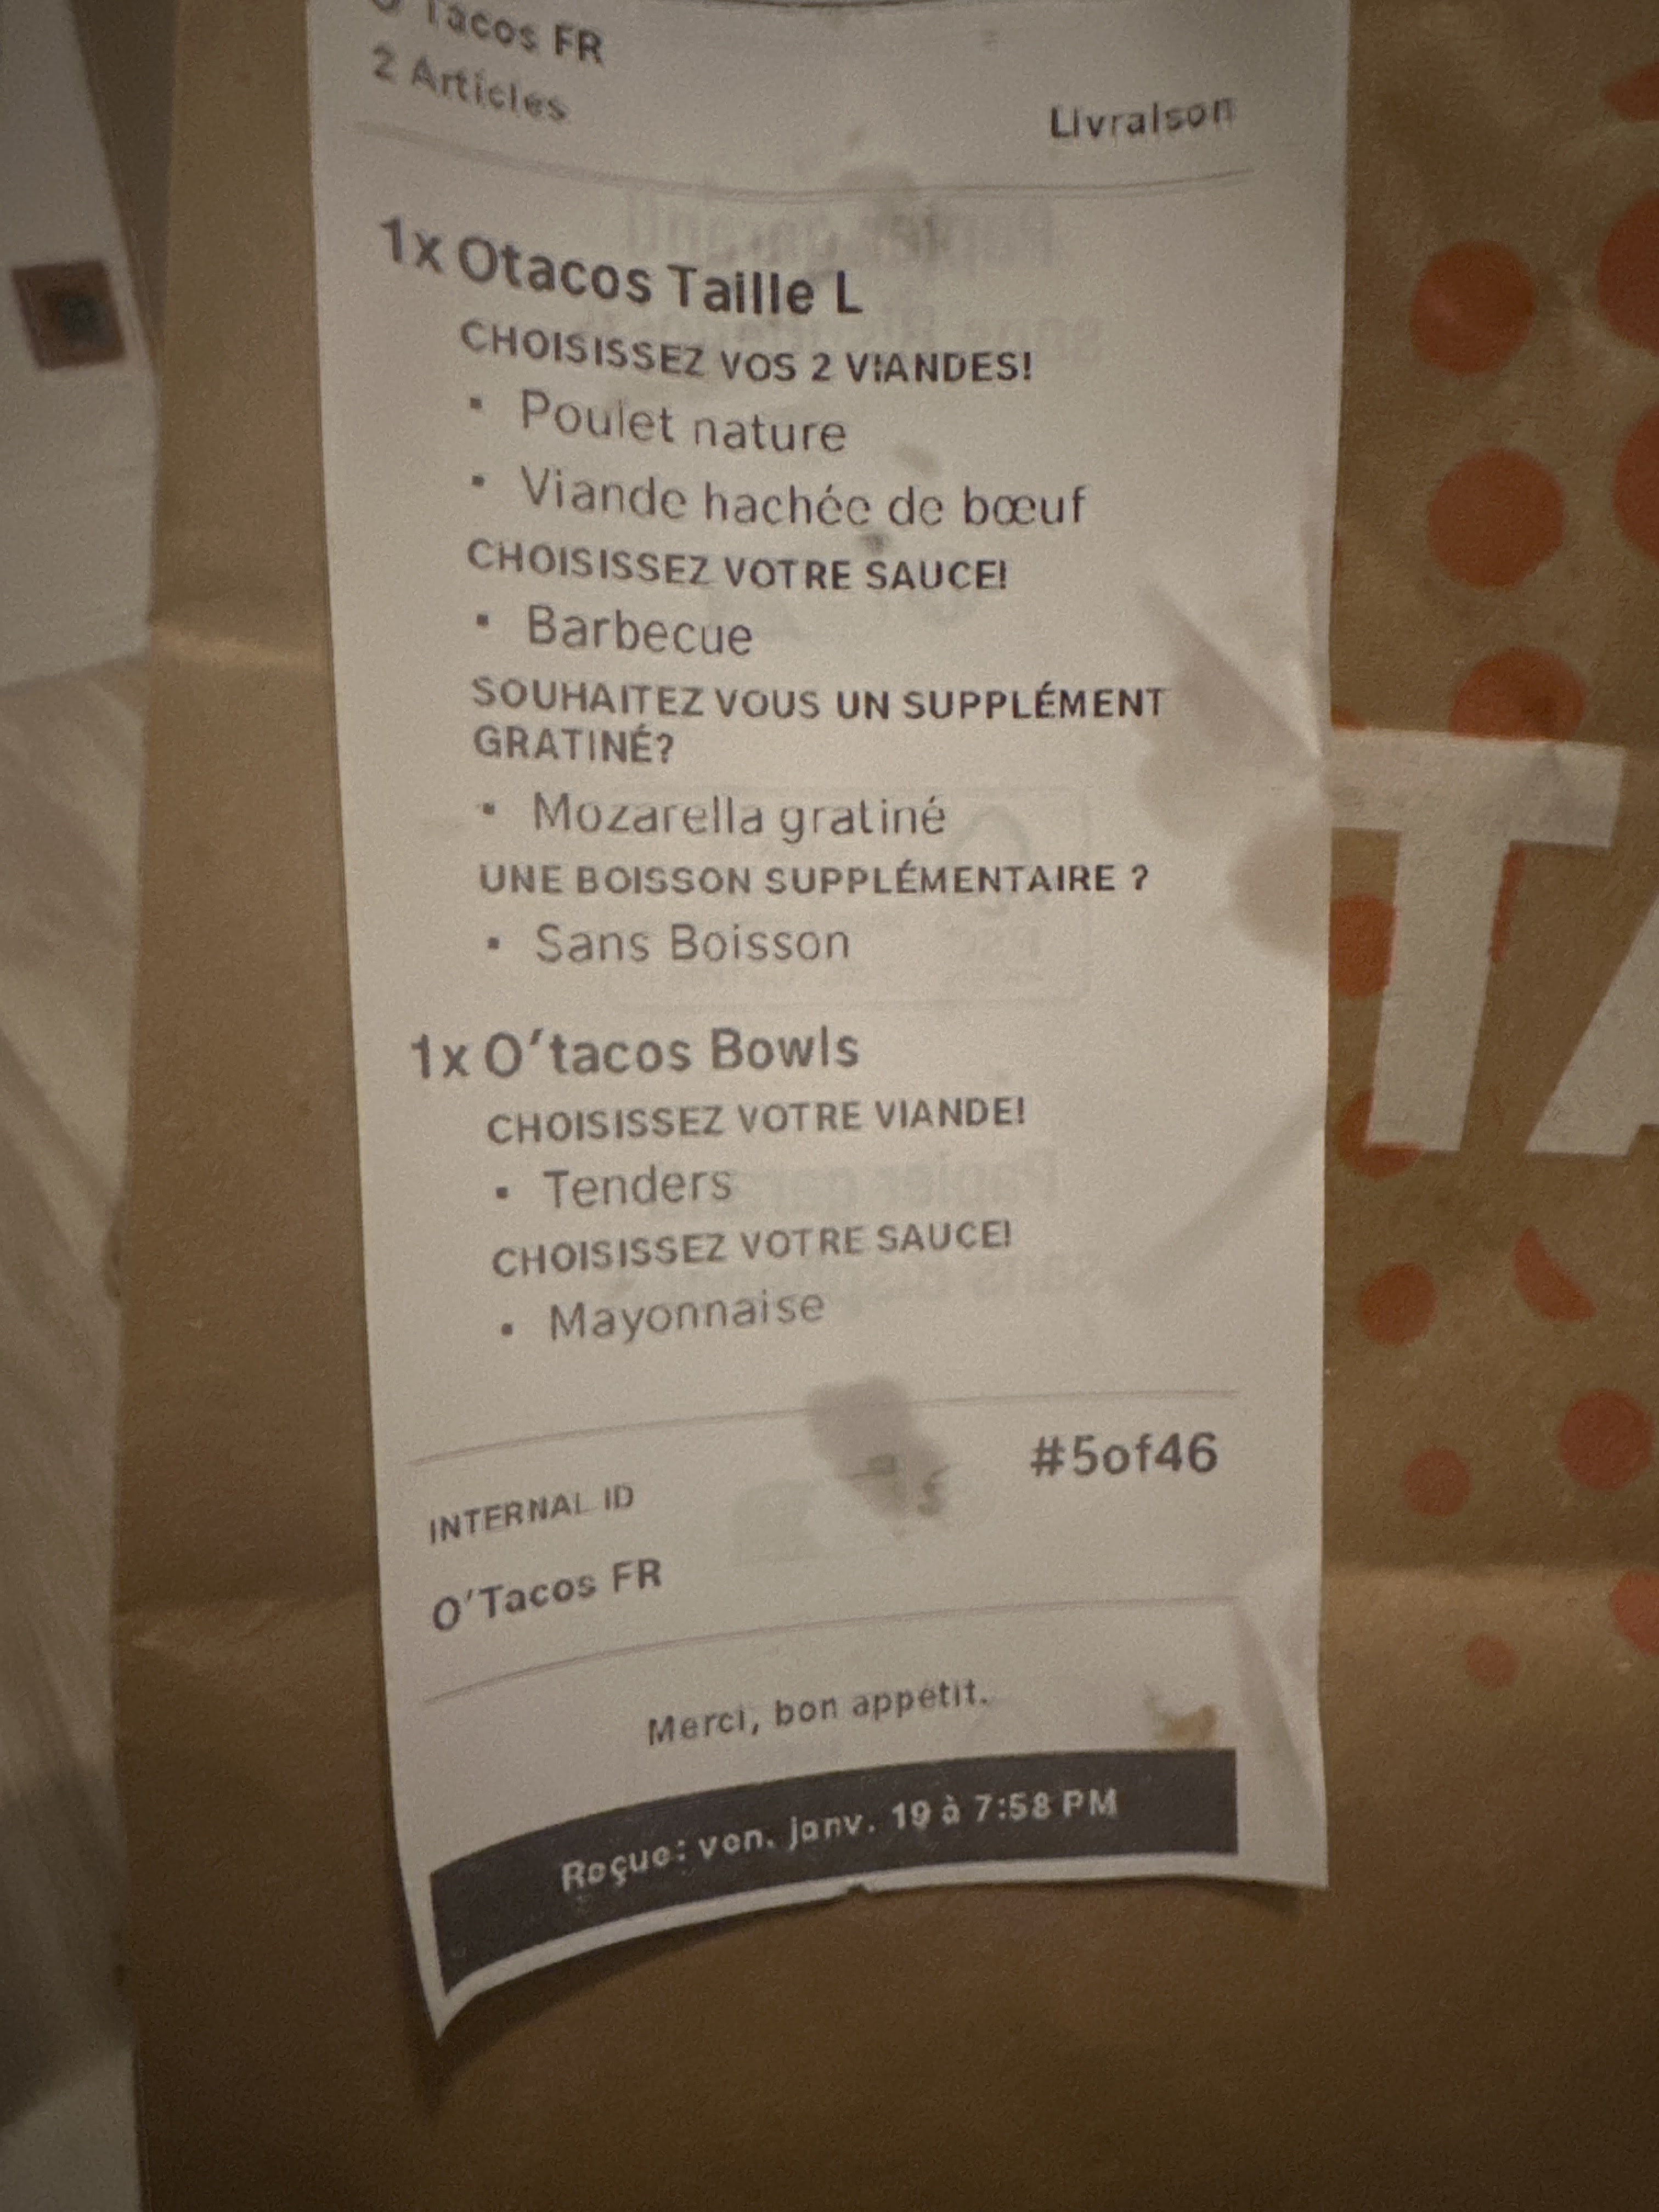 Tacos FR
2 Articles
Livraison
1x Otacos Taille L
CHOISISSEZ VOS 2 VIANDES!
• Poulet nature
• Viande hachée de bœuf
CHOISISSEZ VOTRE SAUCE!
• Barbecue
SOUHAITEZ VOUS UN SUPPLÉMENT
GRATINÉ?
• Mozarella gratiné
UNE BOISSON SUPPLÉMENTAIRE ?
• Sans Boisson
1x O'tacos Bowls
CHOISISSEZ VOTRE VIANDE!
• Tenders
CHOISISSEZ VOTRE SAUCE!
• Mayonnaise
#5of46
INTERNAL ID
O'Tacos FR
Merci, bon appétit.
Reçue: ven. janv. 19 à 7:58 PM
TA